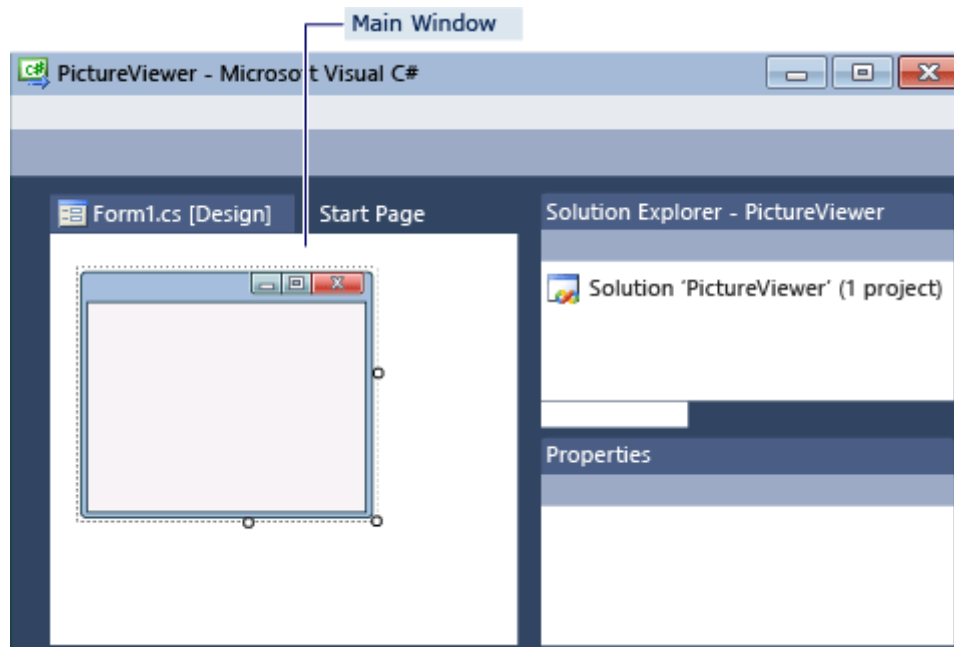 Main Window
PictureViewer - Microsoft Visual C#
Form1.cs [Design]
Start Page
Solution Explorer - PictureViewer
Solution 'PictureViewer' (1 project)
Properties